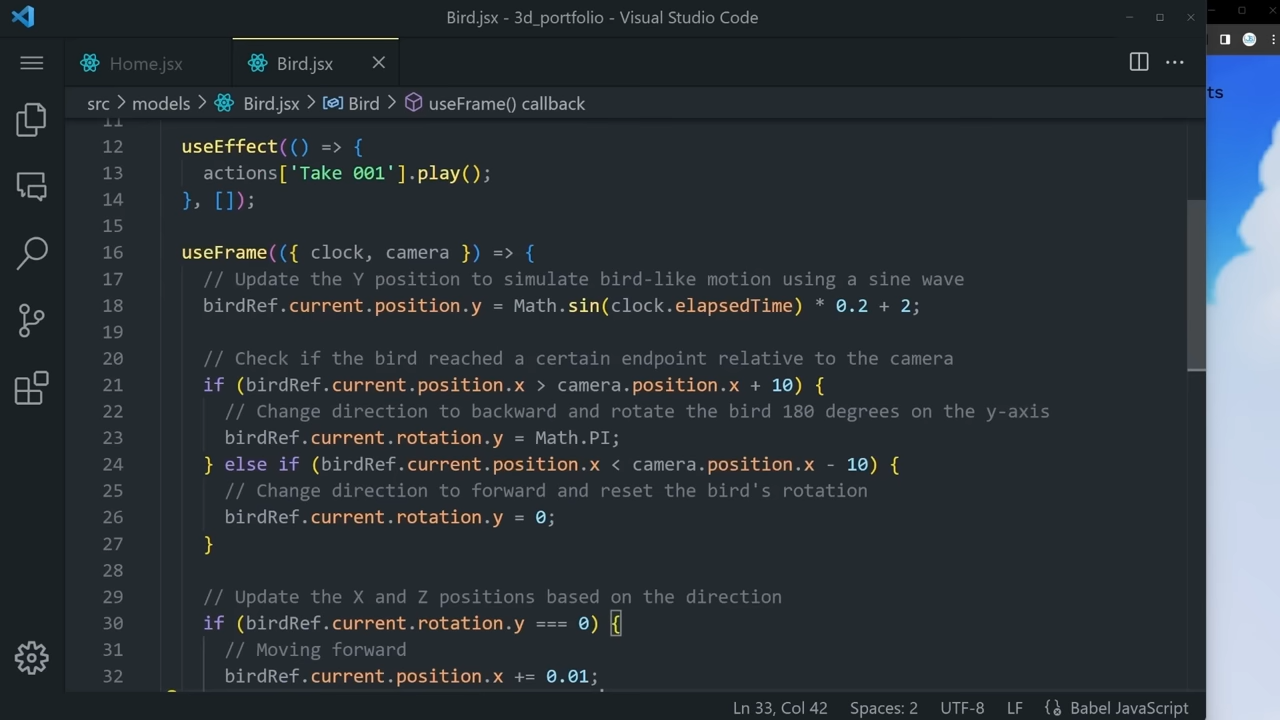 Bird.jsx - 3d_portfolio - Visual Studio Code
Home.jsx
Bird.jsx
src > models > Bird.jsx > Bird > useFrame() callback
ts
11
12 useEffect(() => {
13 actions['Take 001'].play();
14 }, []);
15
16 useFrame(({ clock, camera }) => {
17 // Update the Y position to simulate bird-like motion using a sine wave
18 birdRef.current.position.y = Math.sin(clock.elapsedTime) * 0.2 + 2;
19
20 // Check if the bird reached a certain endpoint relative to the camera
21 if (birdRef.current.position.x > camera.position.x + 10) {
22 // Change direction to backward and rotate the bird 180 degrees on the y-axis
23 birdRef.current.rotation.y = Math.PI;
24 } else if (birdRef.current.position.x < camera.position.x - 10) {
25 // Change direction to forward and reset the bird's rotation
26 birdRef.current.rotation.y = 0;
27 }
28
29 // Update the X and Z positions based on the direction
30 if (birdRef.current.rotation.y === 0) {
31 // Moving forward
32 birdRef.current.position.x += 0.01;
Ln 33, Col 42 Spaces: 2 UTF-8 LF Babel JavaScript